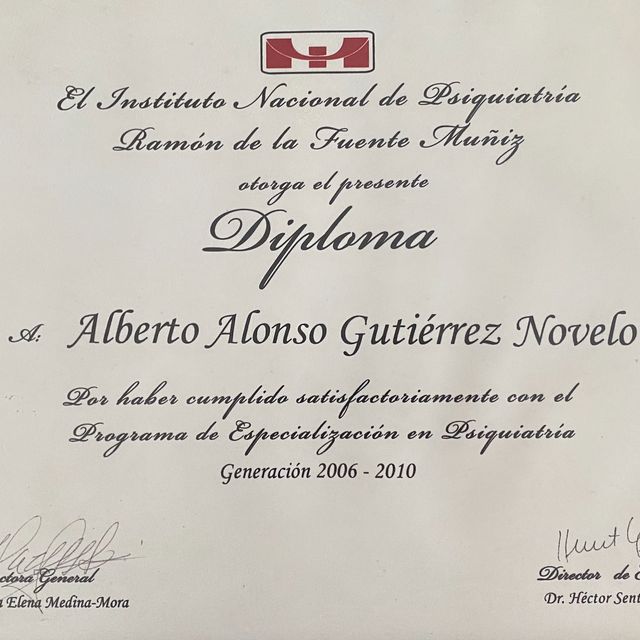 El Instituto Nacional de Psiquiatría
Ramón de la Fuente Muñiz
otorga el presente
Diploma
A: Alberto Alonso Gutiérrez Novelo
Por haber cumplido satisfactoriamente con el
Programa de Especialización en Psiquiatría
Generación 2006 - 2010
General
Elena Medina-Mora
Director de
Dr. Héctor